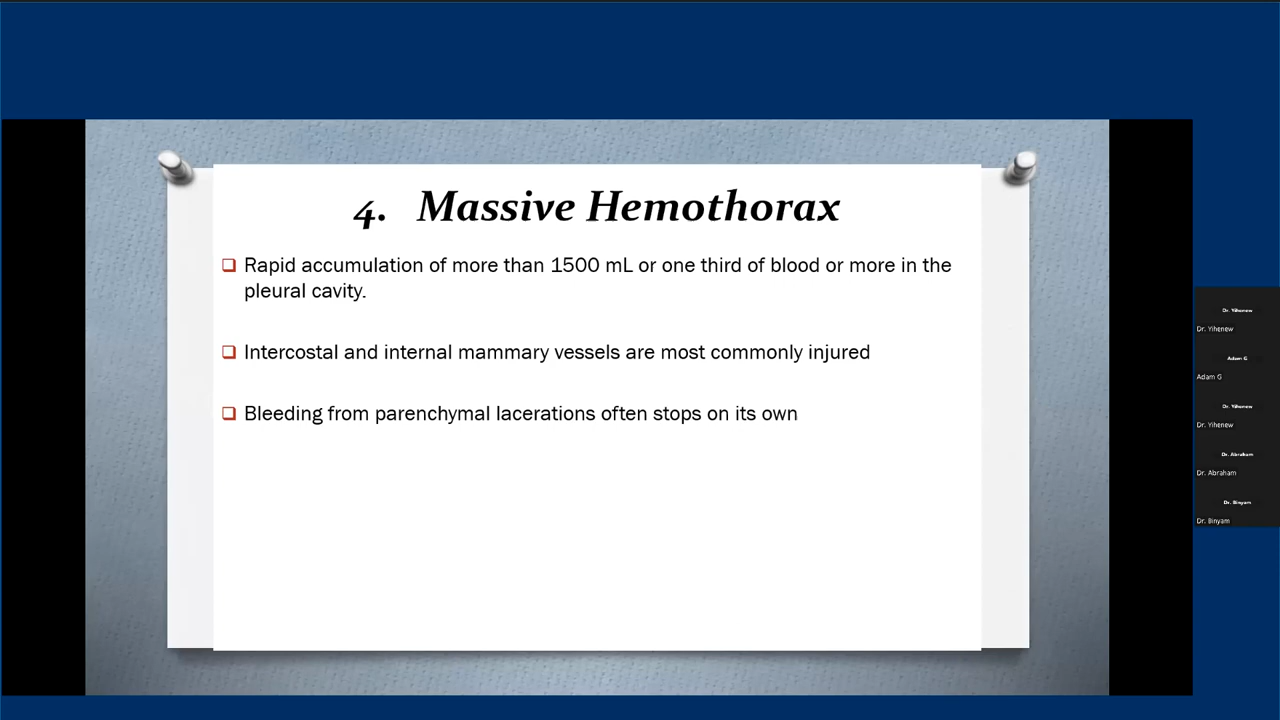 4. Massive Hemothorax
❑ Rapid accumulation of more than 1500 mL or one third of blood or more in the
pleural cavity.
❑ Intercostal and internal mammary vessels are most commonly injured
❑ Bleeding from parenchymal lacerations often stops on its own
Dr. Yihenew
Dr. Yihenew
Adam G
Adam G
Dr. Yihenew
Dr. Yihenew
Dr. Abraham
Dr. Abraham
Dr. Binyam
Dr. Binyam